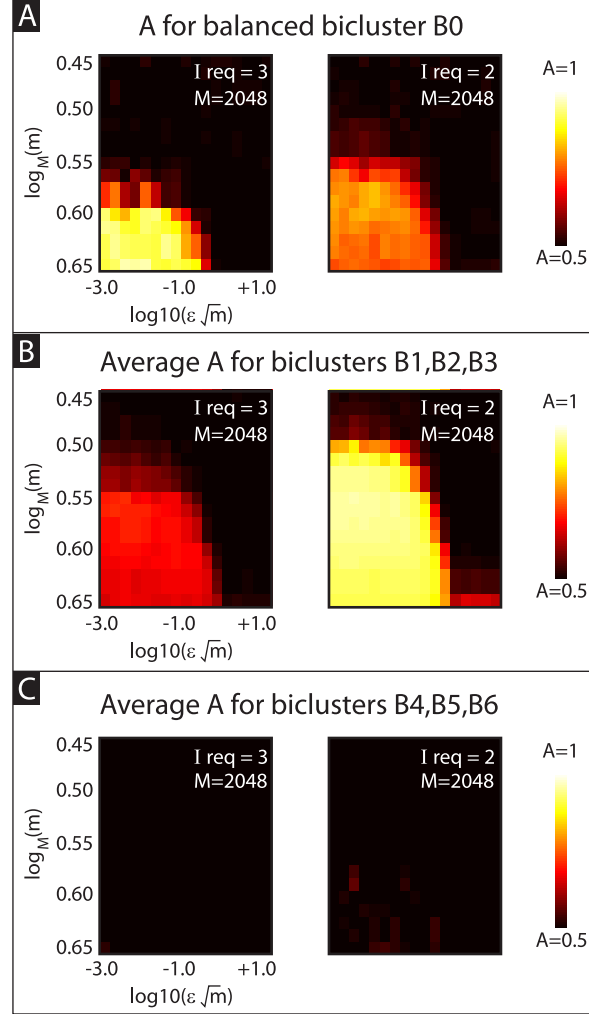 A
A for balanced bicluster B0
I req = 3
M=2048
I req = 2
M=2048
0.45
0.50
0.55
0.60
0.65
log_M(m)
-3.0 -1.0 +1.0
log10(ε√m)
A=1
A=0.5
B
Average A for biclusters B1,B2,B3
I req = 3
M=2048
I req = 2
M=2048
0.45
0.50
0.55
0.60
0.65
log_M(m)
-3.0 -1.0 +1.0
log10(ε√m)
A=1
A=0.5
C
Average A for biclusters B4,B5,B6
I req = 3
M=2048
I req = 2
M=2048
0.45
0.50
0.55
0.60
0.65
log_M(m)
-3.0 -1.0 +1.0
log10(ε√m)
A=1
A=0.5